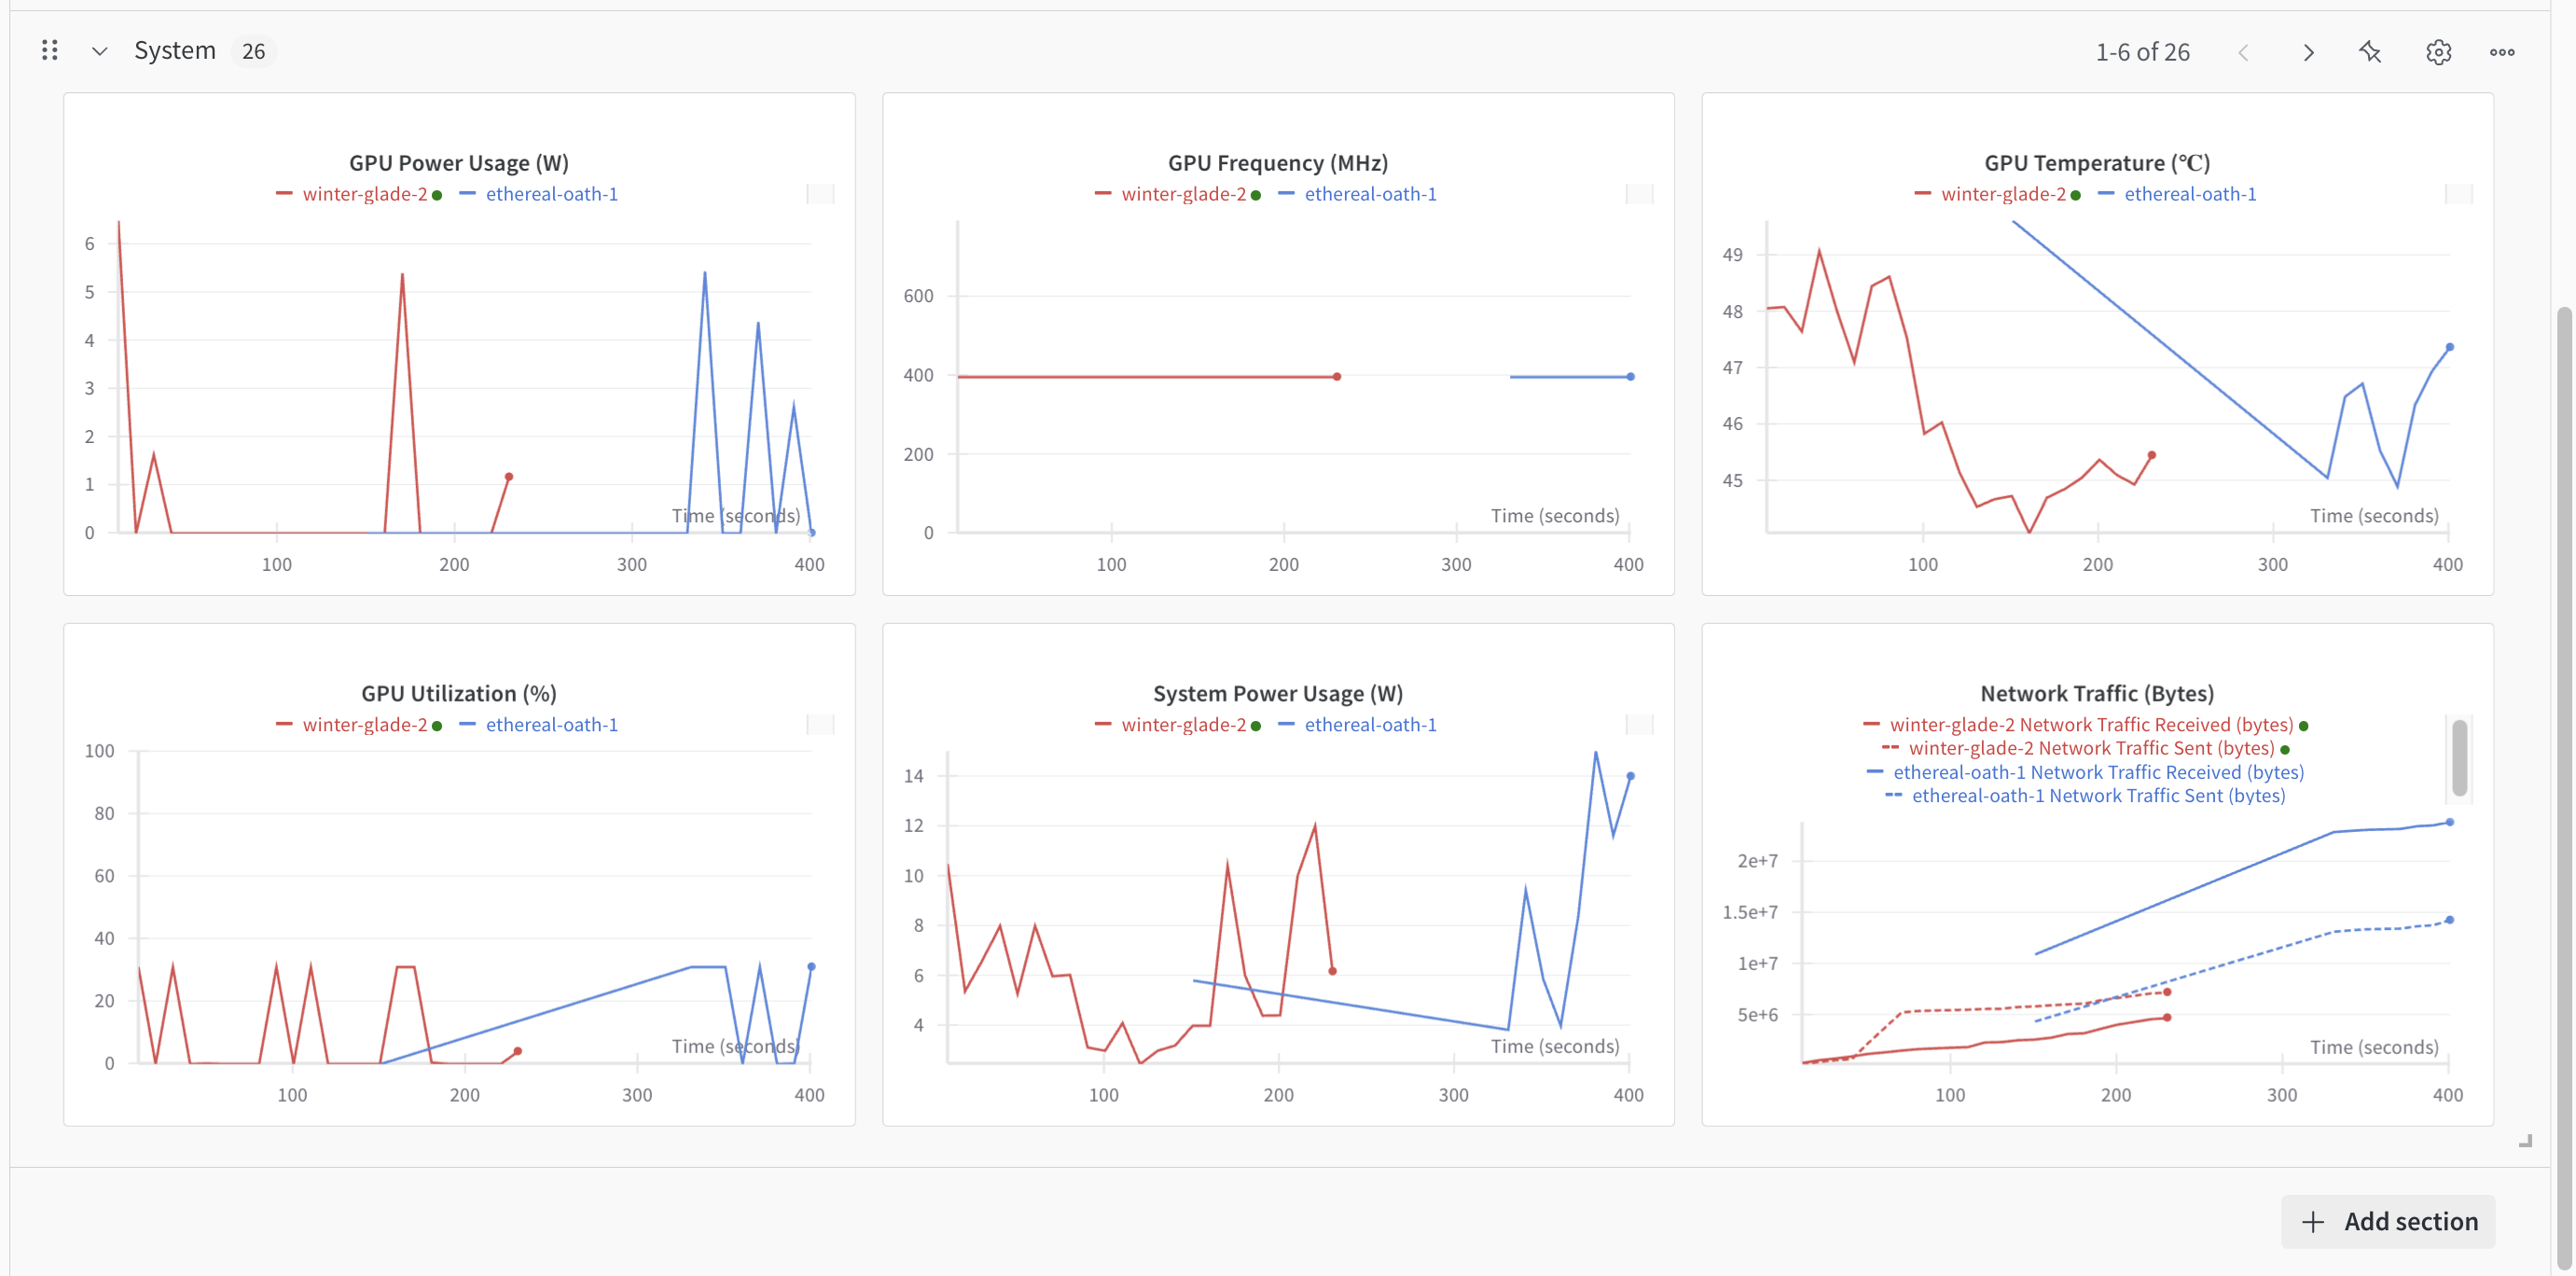 System 26
1-6 of 26
GPU Power Usage (W)
winter-glade-2 ethereal-oath-1
6
5
4
3
2
1
0
Time (seconds)
100 200 300 400
GPU Frequency (MHz)
winter-glade-2 ethereal-oath-1
600
400
200
0
Time (seconds)
100 200 300 400
GPU Temperature (℃)
winter-glade-2 ethereal-oath-1
49
48
47
46
45
Time (seconds)
100 200 300 400
GPU Utilization (%)
winter-glade-2 ethereal-oath-1
100
80
60
40
20
0
Time (seconds)
100 200 300 400
System Power Usage (W)
winter-glade-2 ethereal-oath-1
14
12
10
8
6
4
Time (seconds)
100 200 300 400
Network Traffic (Bytes)
winter-glade-2 Network Traffic Received (bytes)
winter-glade-2 Network Traffic Sent (bytes)
ethereal-oath-1 Network Traffic Received (bytes)
ethereal-oath-1 Network Traffic Sent (bytes)
2e+7
1.5e+7
1e+7
5e+6
Time (seconds)
100 200 300 400
Add section